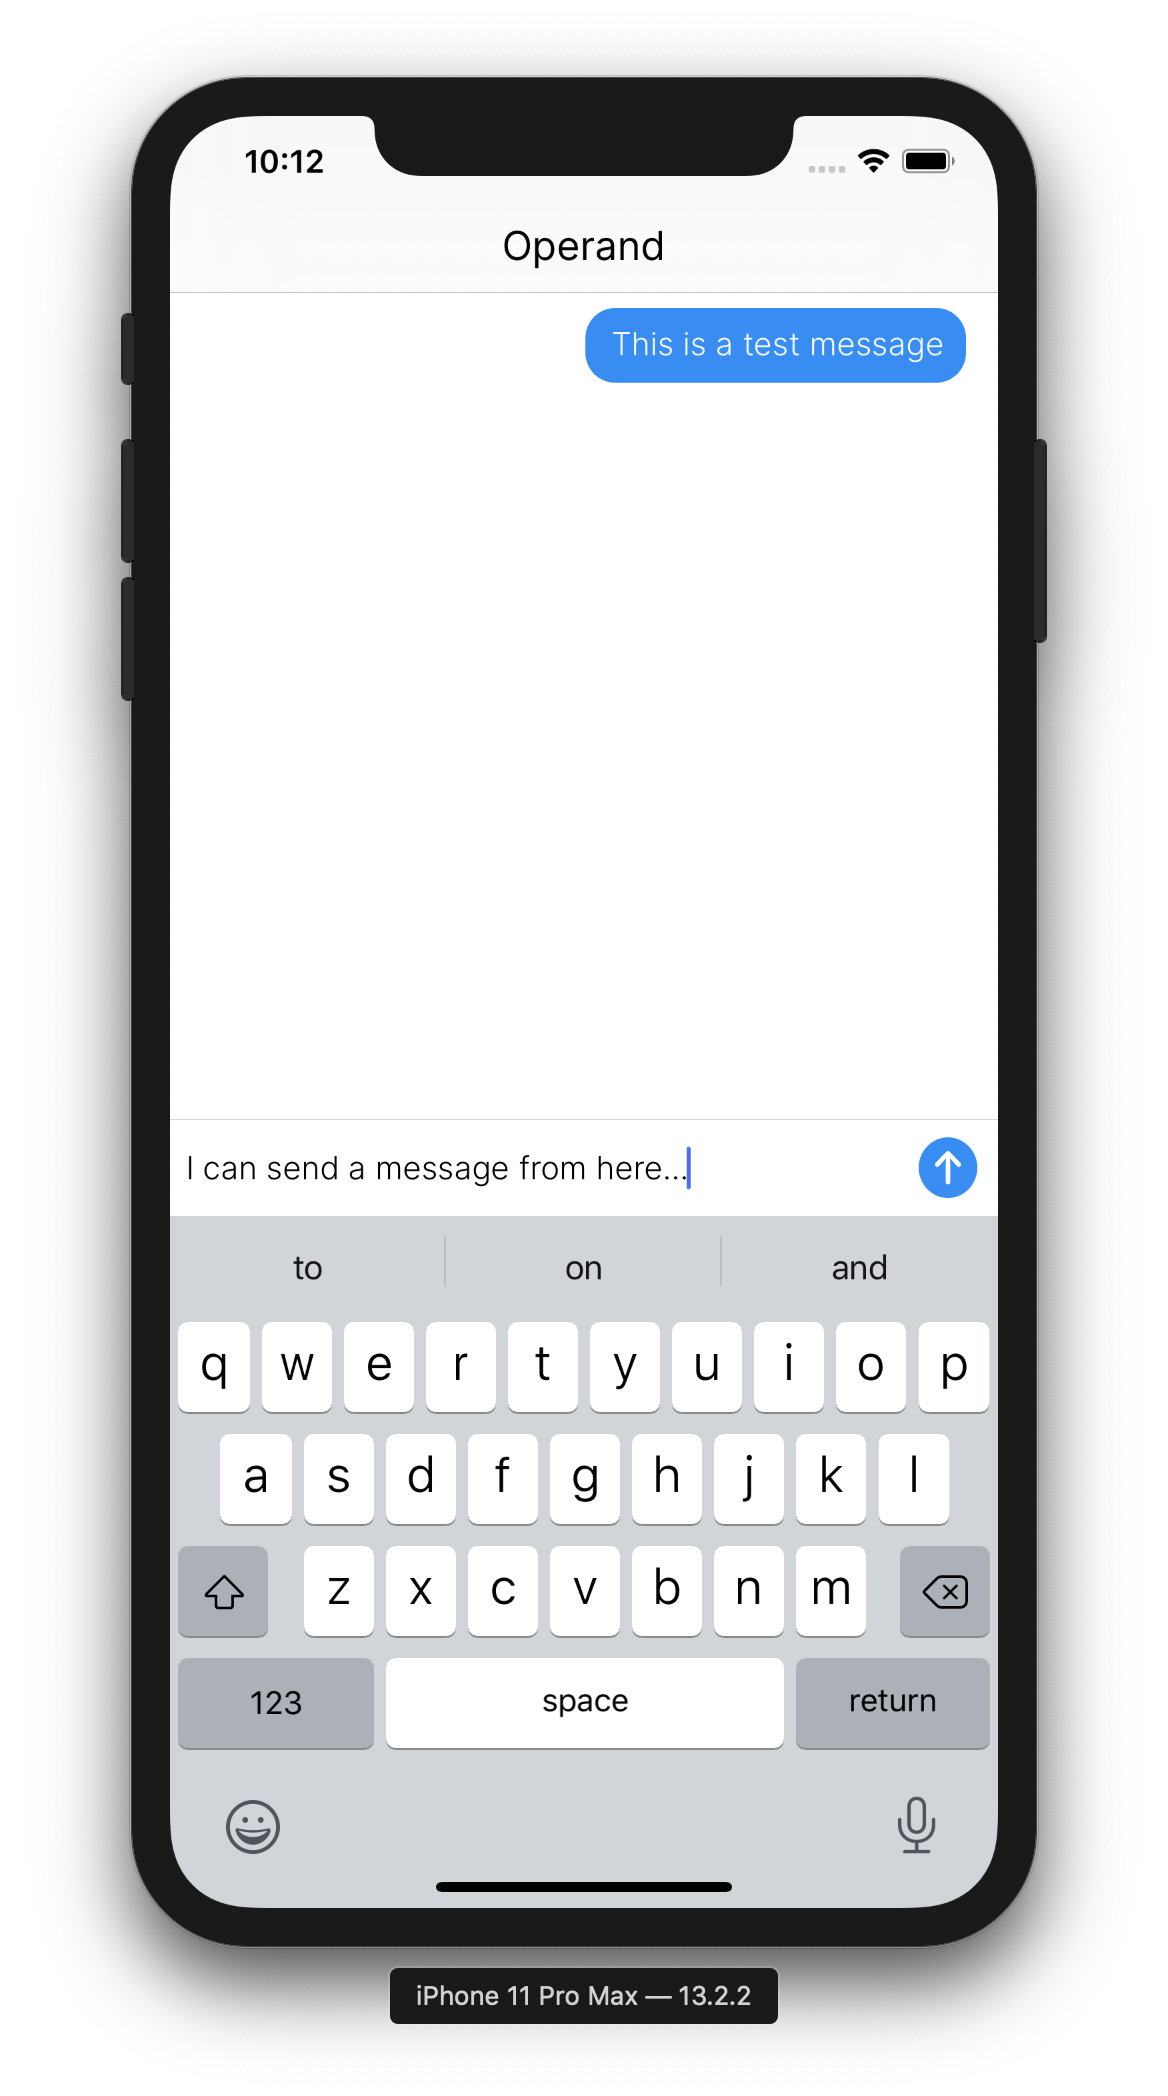 10:12
Operand
This is a test message
I can send a message from here...
to on and
q w e r t y u i o p
a s d f g h j k l
z x c v b n m
123 space return
iPhone 11 Pro Max — 13.2.2